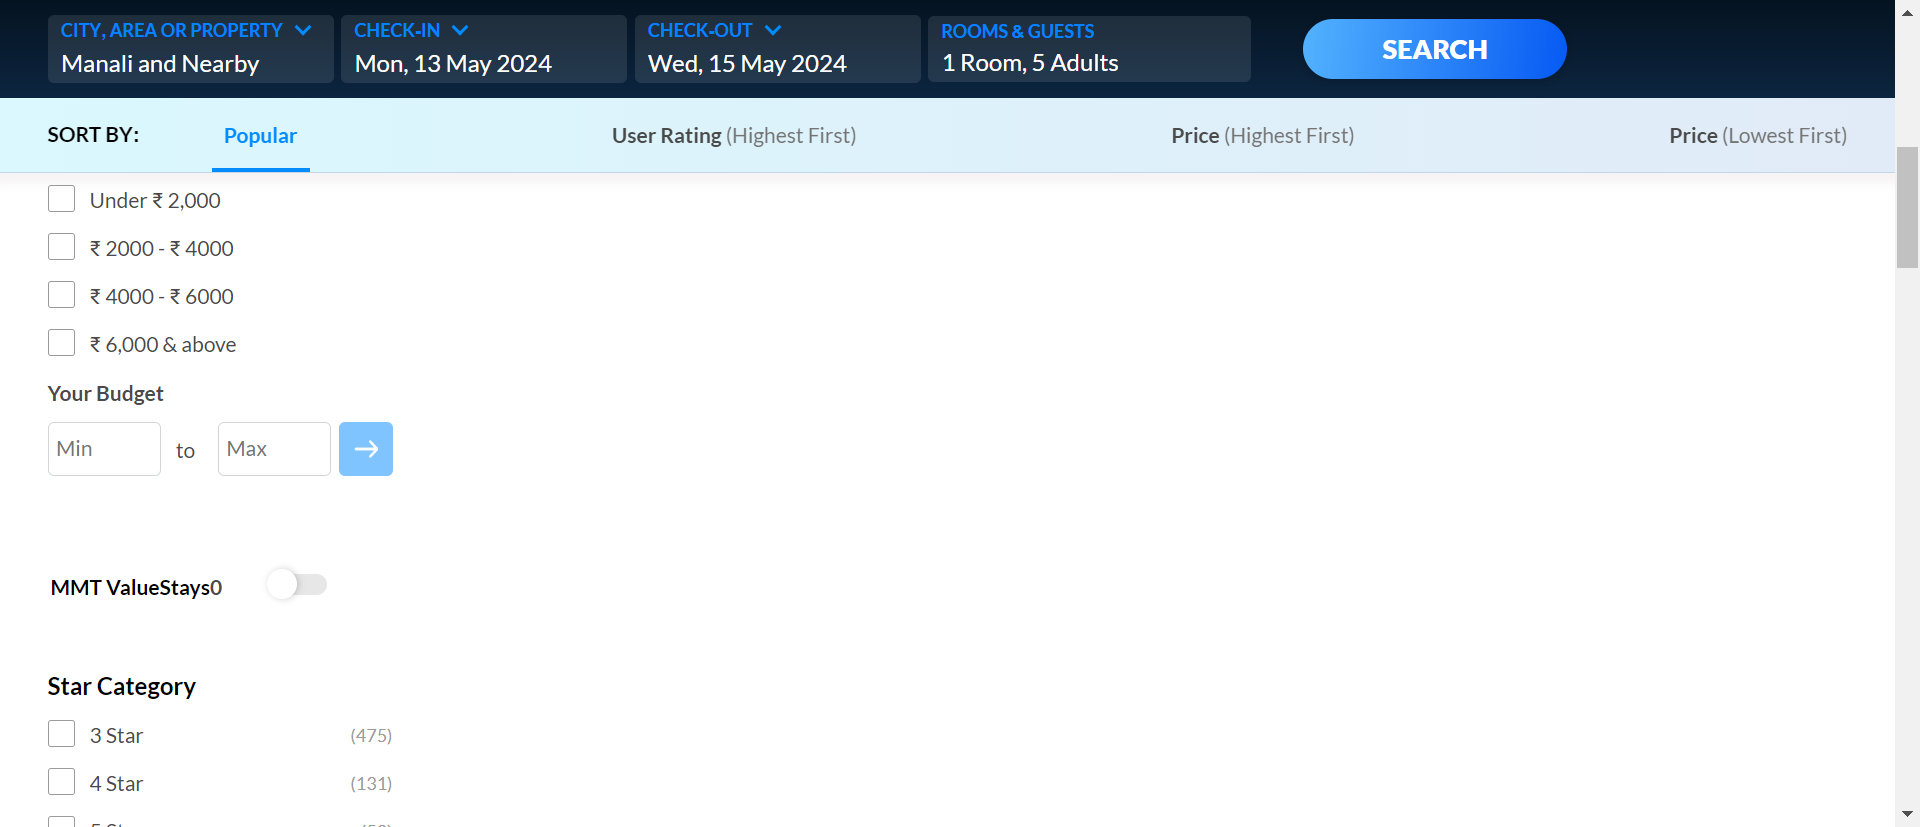 CITY, AREA OR PROPERTY
Manali and Nearby
CHECK-IN
Mon, 13 May 2024
CHECK-OUT
Wed, 15 May 2024
ROOMS & GUESTS
1 Room, 5 Adults
SEARCH
SORT BY: Popular User Rating (Highest First) Price (Highest First) Price (Lowest First)
Under ₹ 2,000
₹ 2000 - ₹ 4000
₹ 4000 - ₹ 6000
₹ 6,000 & above
Your Budget
Min to Max
MMT ValueStays0
Star Category
3 Star (475)
4 Star (131)